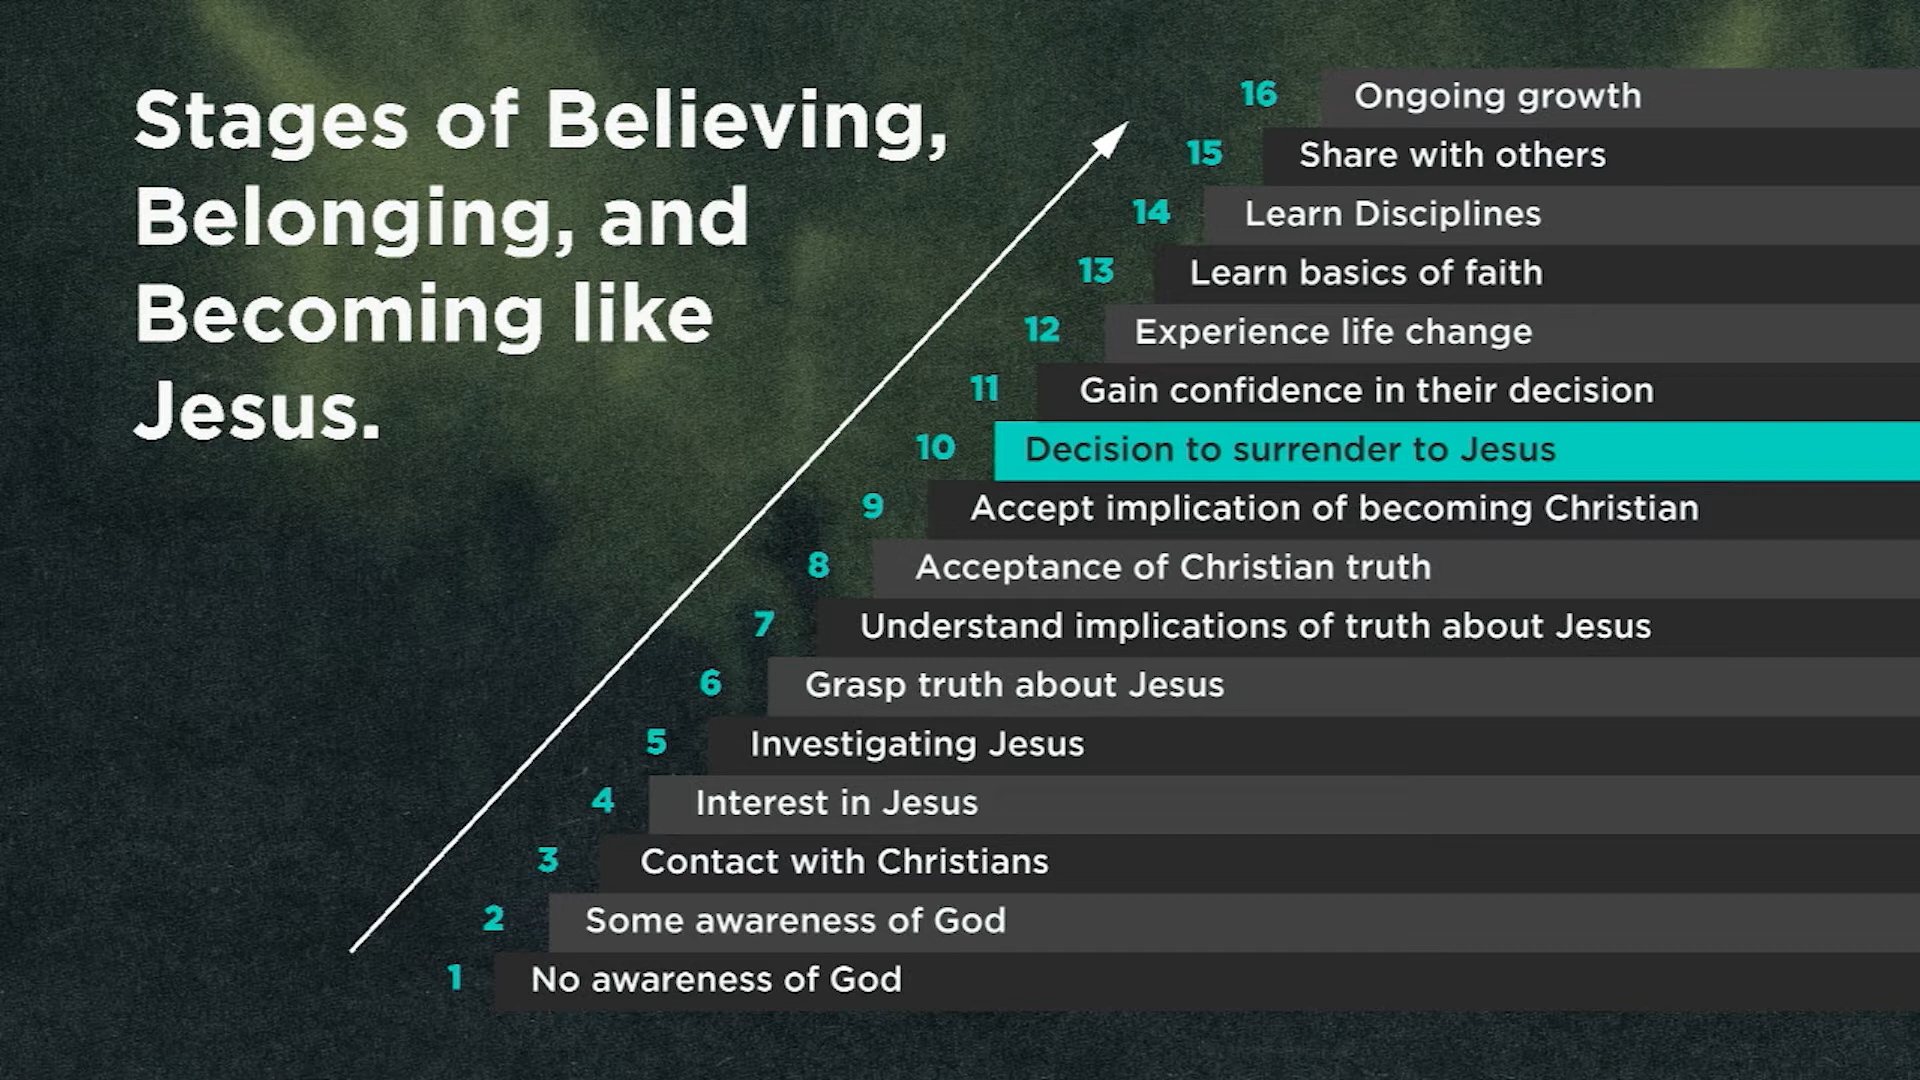 Stages of Believing,
Belonging, and
Becoming like
Jesus.
16 Ongoing growth
15 Share with others
14 Learn Disciplines
13 Learn basics of faith
12 Experience life change
11 Gain confidence in their decision
10 Decision to surrender to Jesus
9 Accept implication of becoming Christian
8 Acceptance of Christian truth
7 Understand implications of truth about Jesus
6 Grasp truth about Jesus
5 Investigating Jesus
4 Interest in Jesus
3 Contact with Christians
2 Some awareness of God
1 No awareness of God